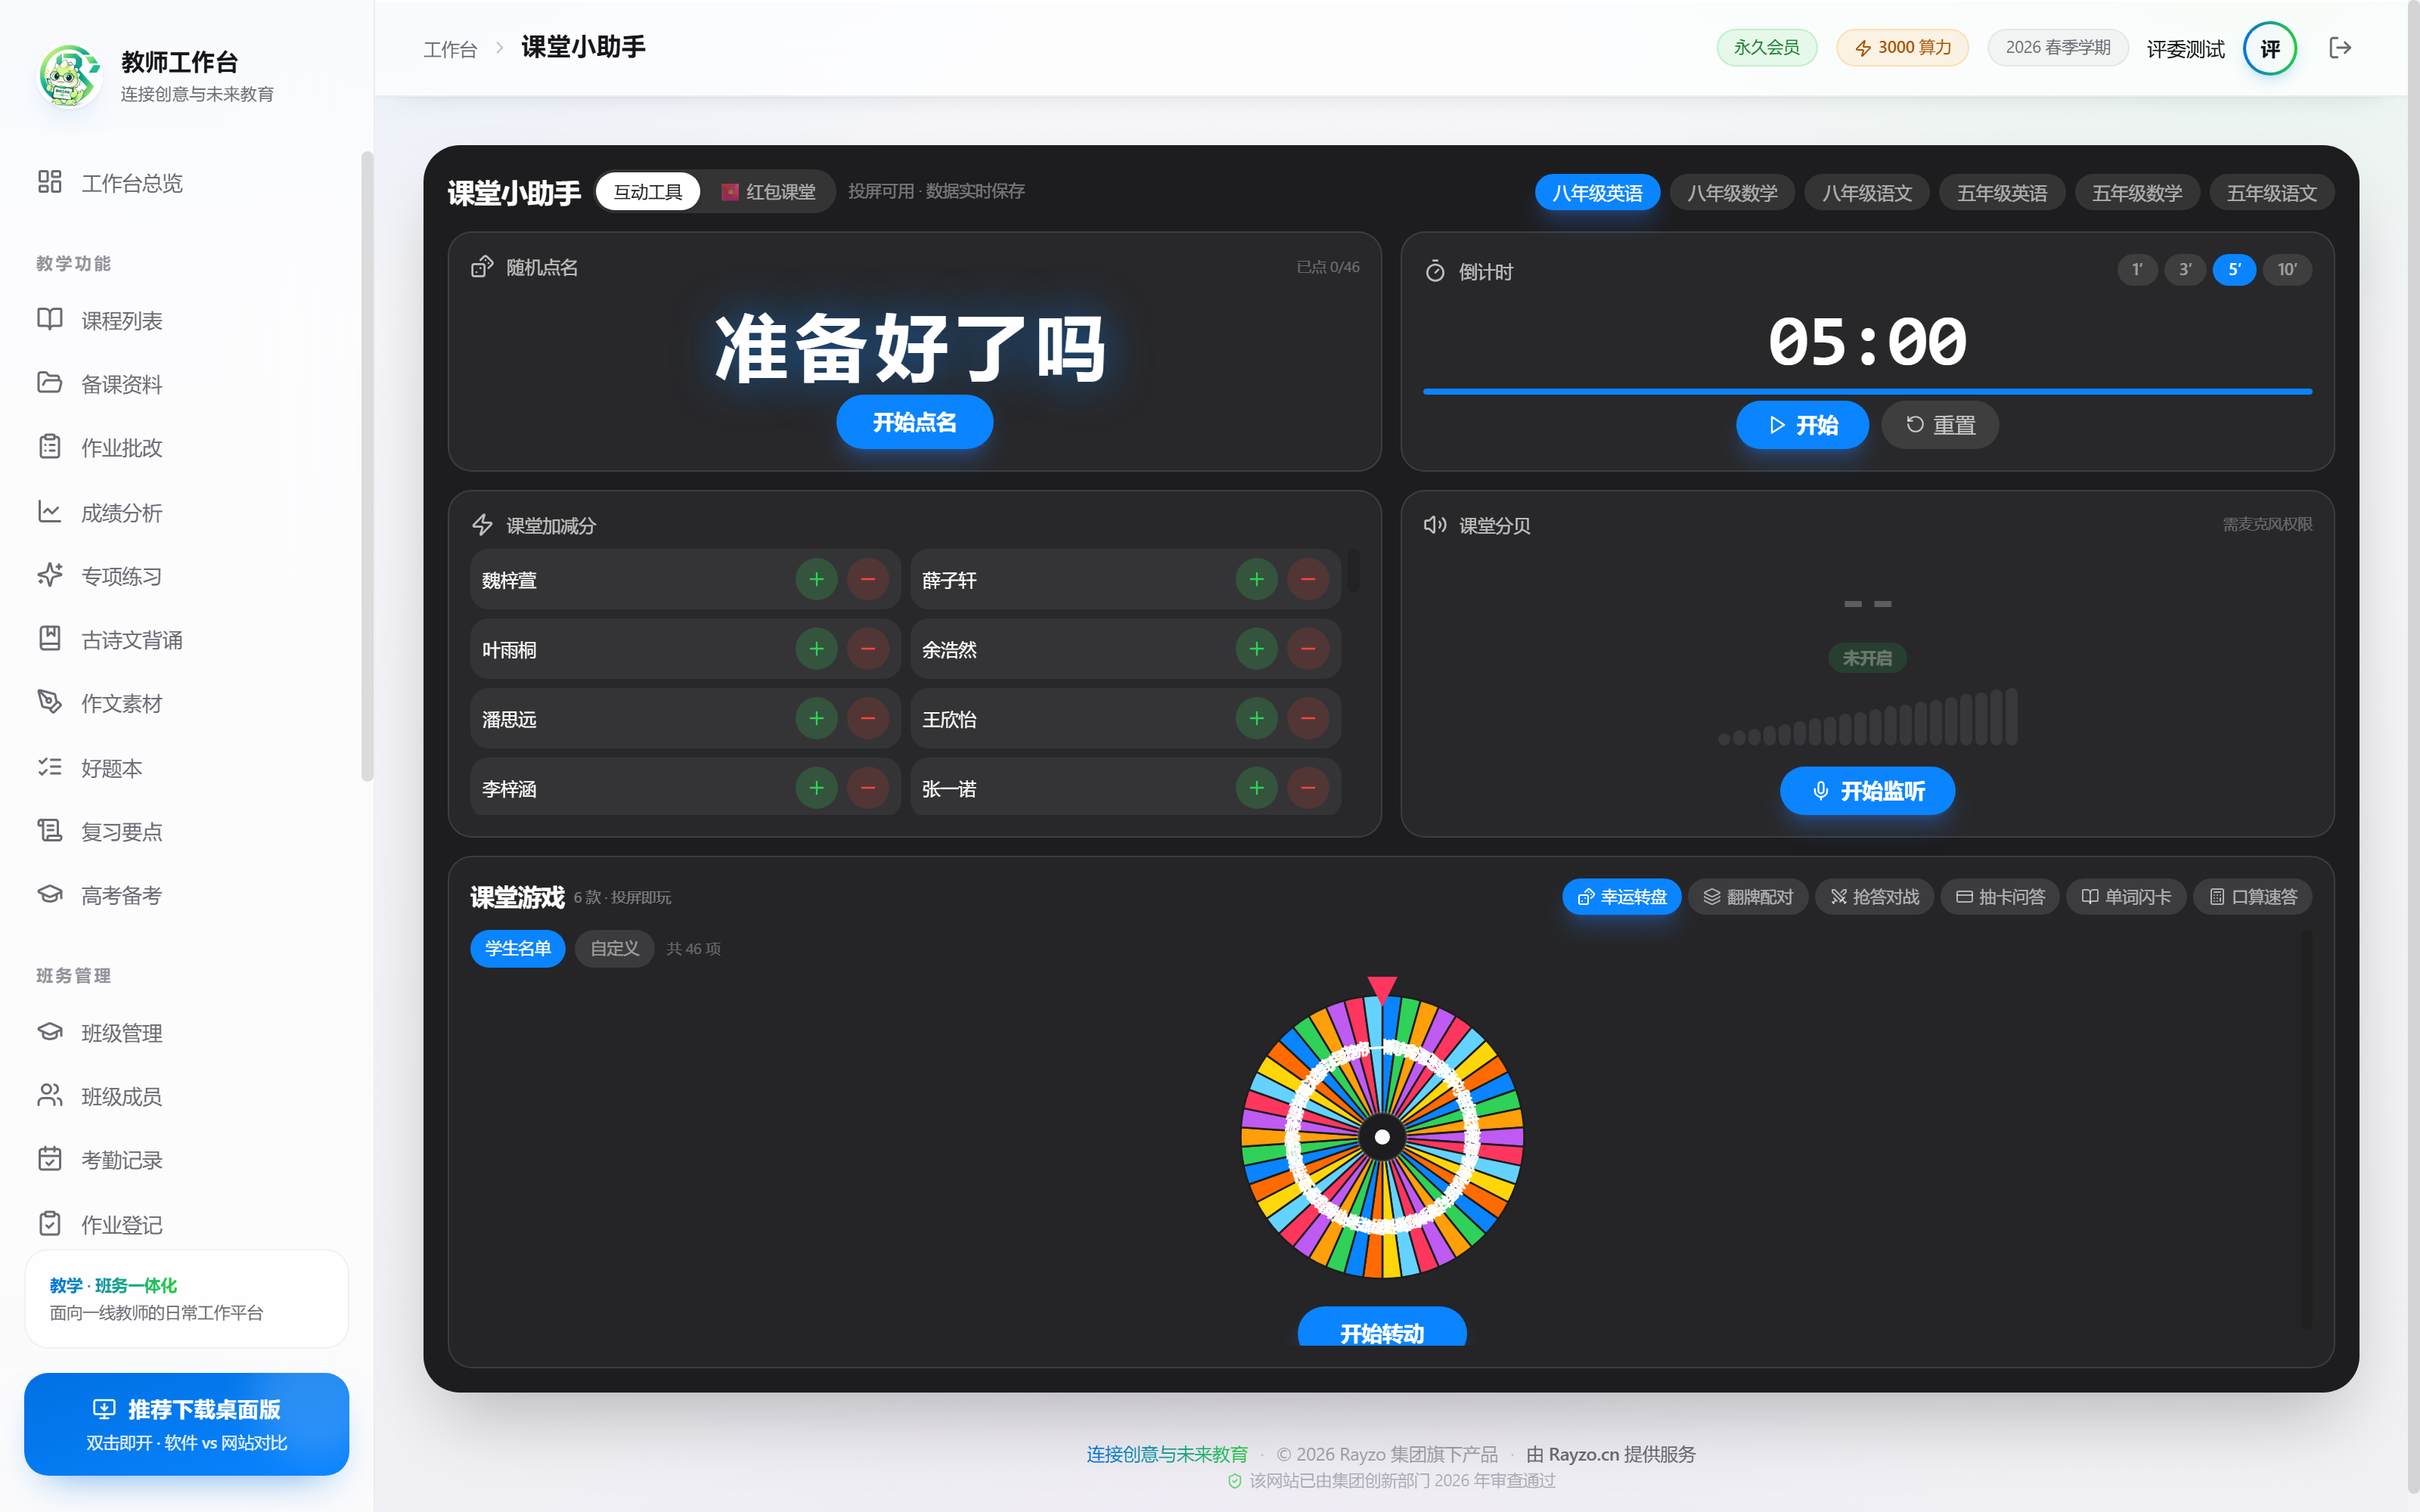 教师工作台
连接创意与未来教育
工作台总览
教学功能
课程列表
备课资料
作业批改
成绩分析
专项练习
古诗文背诵
作文素材
好题本
复习要点
高考备考
班务管理
班级管理
班级成员
考勤记录
作业登记
教学 · 班务一体化
面向一线教师的日常工作平台
推荐下载桌面版
双击即开 · 软件 vs 网站对比
工作台 课堂小助手
永久会员 3000 算力 2026 春季学期 评委测试 评
课堂小助手 互动工具 红包课堂 投屏可用 · 数据实时保存
八年级英语 八年级数学 八年级语文 五年级英语 五年级数学 五年级语文
随机点名 已点 0/46
准备好了吗
开始点名
倒计时 1′ 3′ 5′ 10′
05:00
开始 重置
课堂加减分
魏梓萱 薛子轩
叶雨桐 余浩然
潘思远 王欣怡
李梓涵 张一诺
课堂分贝 需麦克风权限
--
未开启
开始监听
课堂游戏 6 款 · 投屏即玩
幸运转盘 翻牌配对 抢答对战 抽卡问答 单词闪卡 口算速答
学生名单 自定义 共 46 项
开始转动
连接创意与未来教育 · © 2026 Rayzo 集团旗下产品 · 由 Rayzo.cn 提供服务
该网站已由集团创新部门 2026 年审查通过